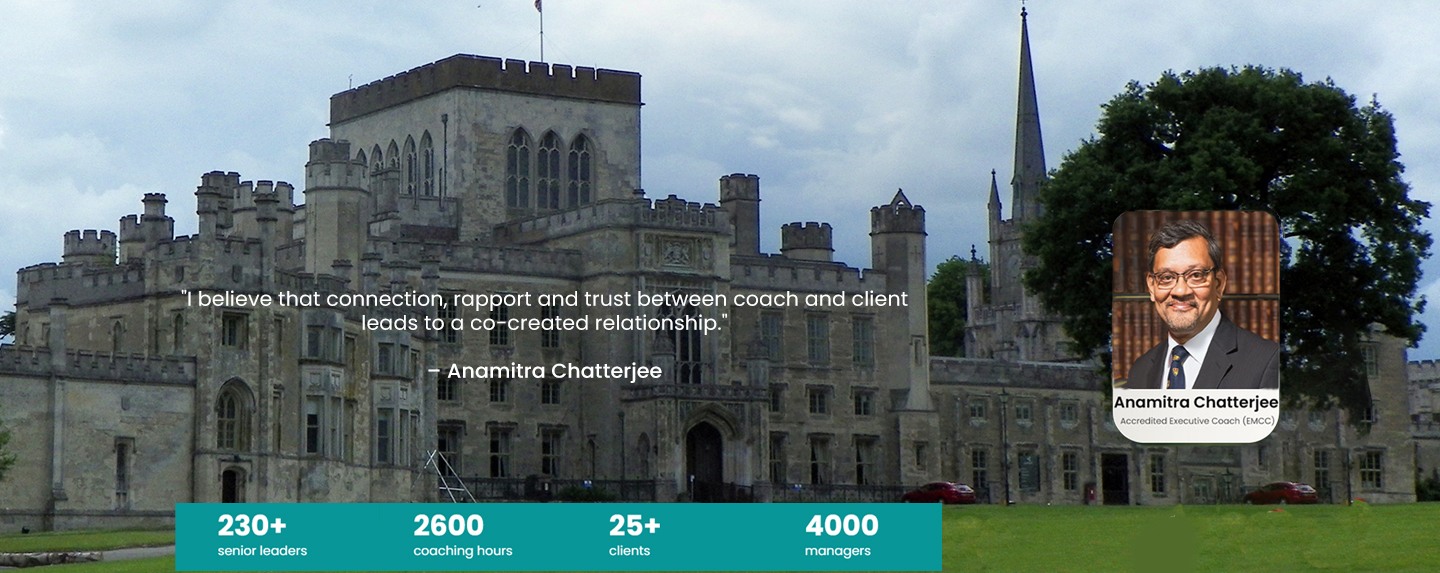 "I believe that connection, rapport and trust between coach and client
leads to a co-created relationship."
– Anamitra Chatterjee
Anamitra Chatterjee
Accredited Executive Coach (EMCC)
230+
senior leaders
2600
coaching hours
25+
clients
4000
managers